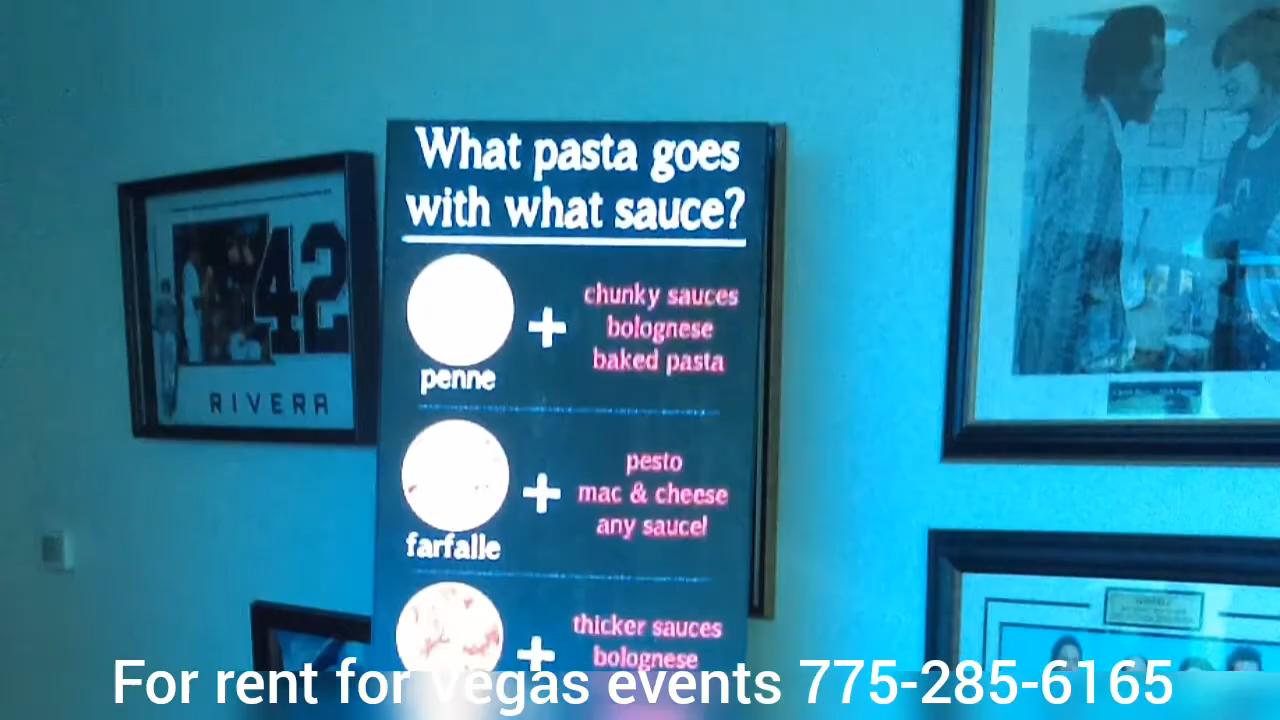 What pasta goes
with what sauce?
42
RIVERA
penne
+
chunky sauces
bolognese
baked pasta
farfalle
+
pesto
mac & cheese
any sauce!
+
thicker sauces
bolognese
For rent for Vegas events 775-285-6165